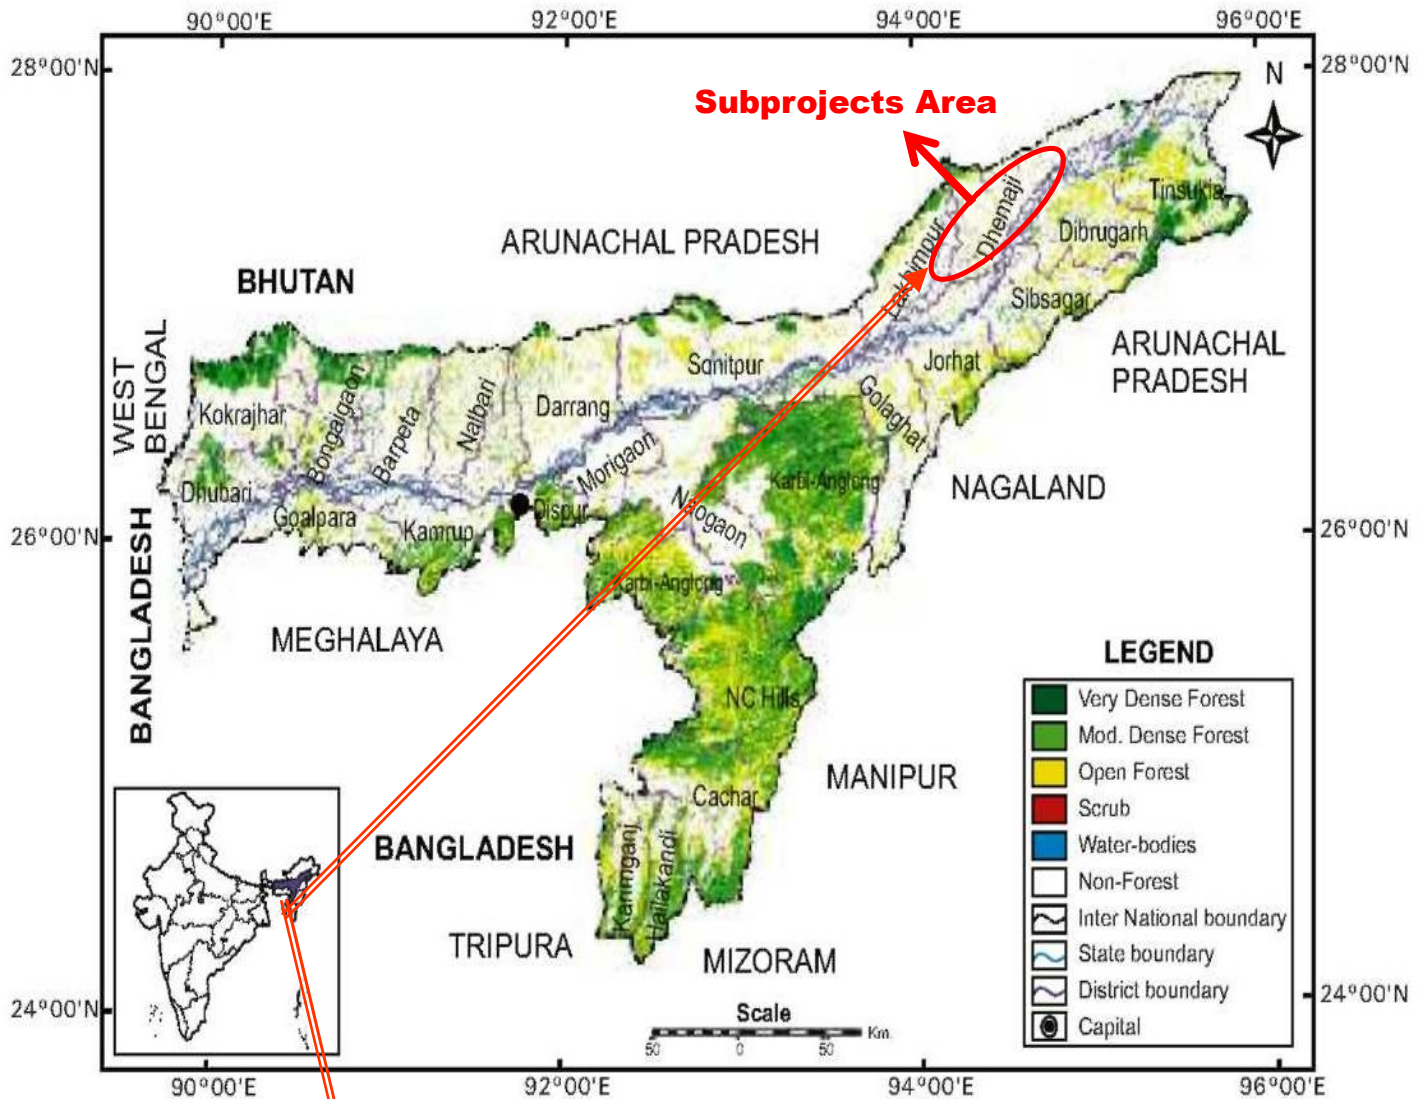 90°00'E
92°00'E
94°00'E
96°00'E
28°00'N
28°00'N
N
Subprojects Area
Tinsukia
Dhemaji
Lakhimpur
Dibrugarh
ARUNACHAL PRADESH
BHUTAN
Sibsagar
WEST
BENGAL
ARUNACHAL
PRADESH
Sonitpur
Jorhat
Kokrajhar
Bongaigaon
Barpeta
Nalbari
Darrang
Golaghat
Morigaon
Karbi-Anglong
NAGALAND
Dhubari
Goalpara
Kamrup
Dispur
Naogaon
26°00'N
26°00'N
BANGLADESH
Karbi-Anglong
MEGHALAYA
NC Hills
MANIPUR
Cachar
BANGLADESH
Karimganj
Hailakandi
TRIPURA
MIZORAM
LEGEND
Very Dense Forest
Mod. Dense Forest
Open Forest
Scrub
Water-bodies
Non-Forest
Inter National boundary
State boundary
District boundary
Capital
Scale
50 0 50 Km.
24°00'N
24°00'N
90°00'E
92°00'E
94°00'E
96°00'E